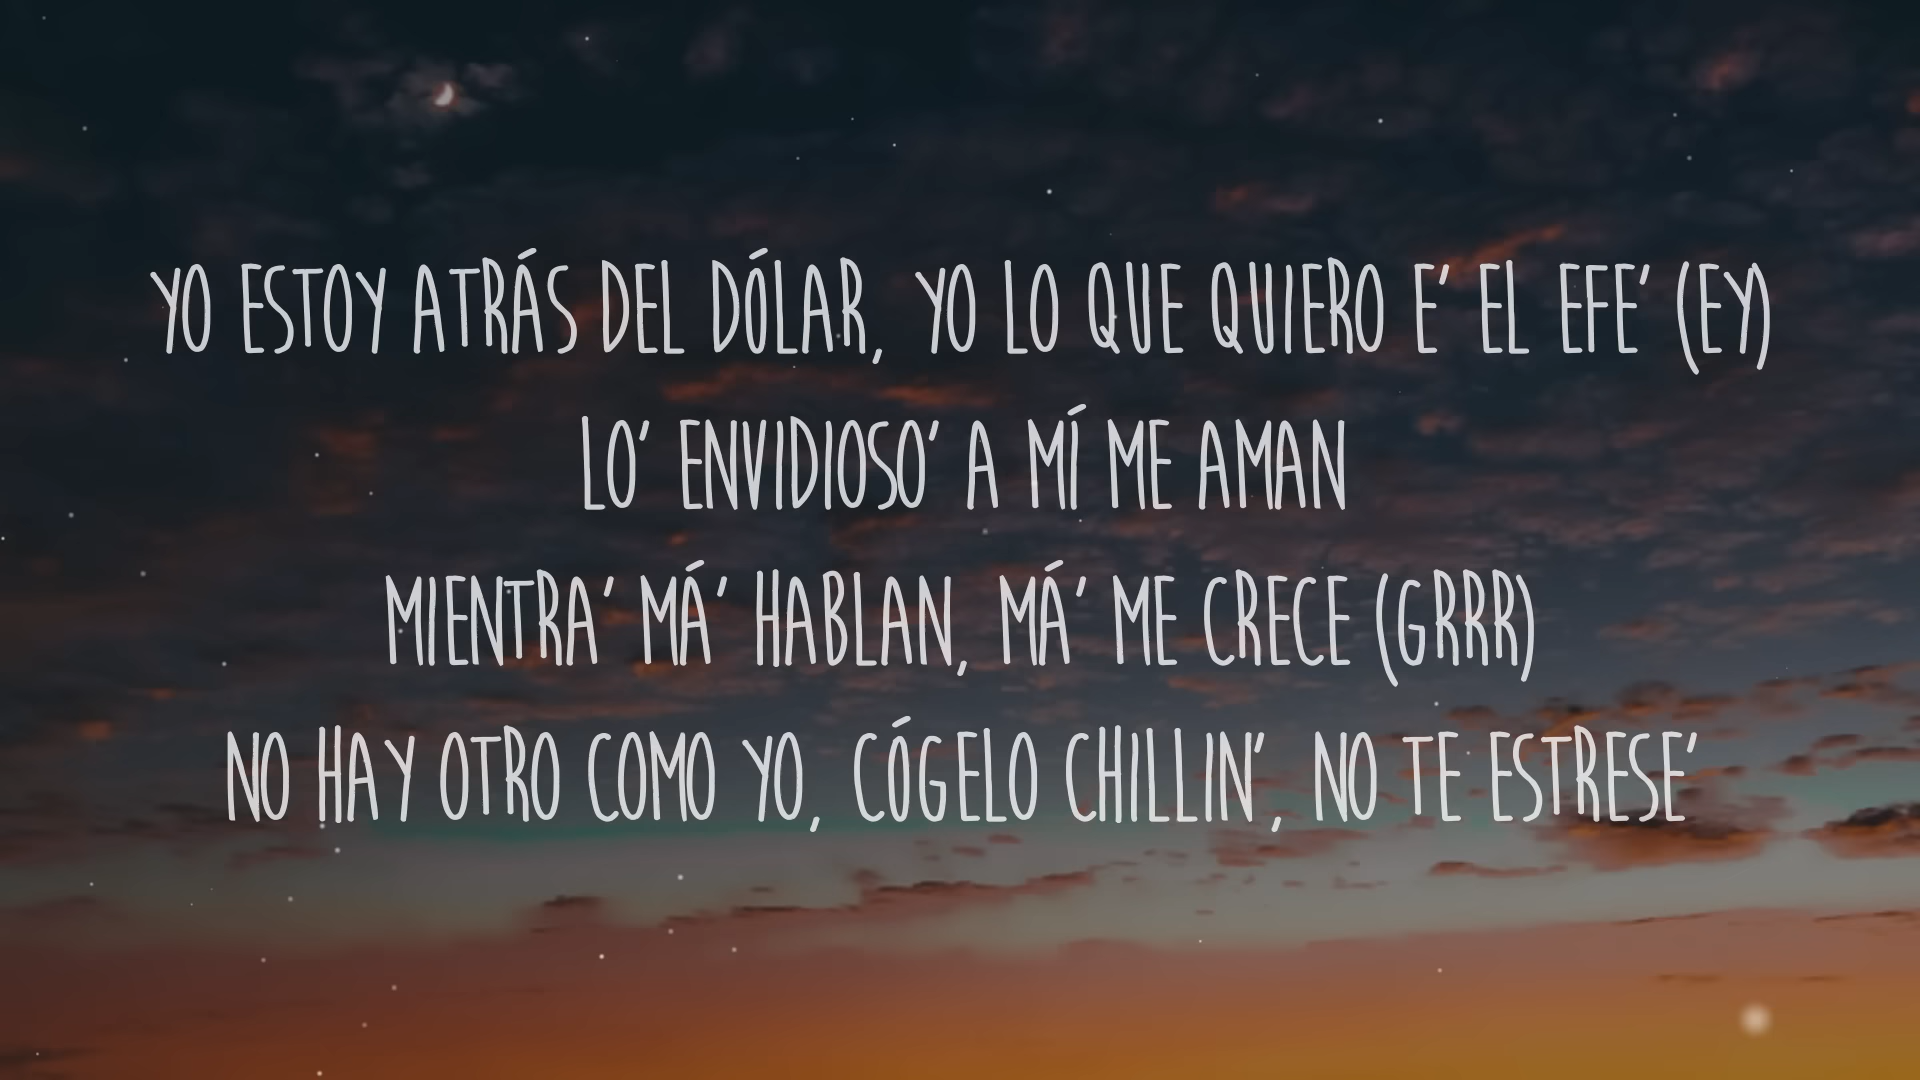 YO ESTOY ATRÁS DEL DÓLAR, YO LO QUE QUIERO E' EL EFE' (EY)
LO' ENVIDIOSO' A MÍ ME AMAN
MIENTRA' MÁ' HABLAN, MÁ' ME CRECE (GRRR)
NO HAY OTRO COMO YO, CÓGELO CHILLIN', NO TE ESTRESE'